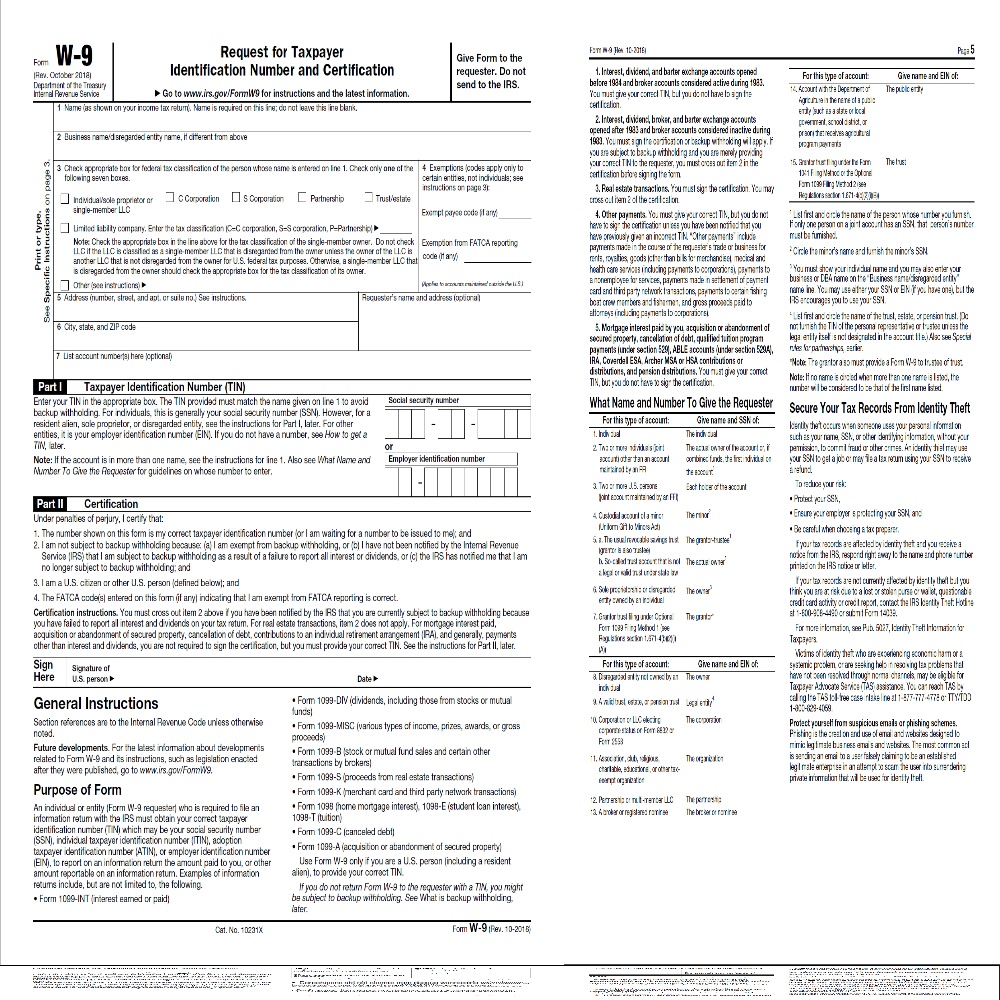 Form W-9
(Rev. October 2018)
Department of the Treasury
Internal Revenue Service
Request for Taxpayer
Identification Number and Certification
▶ Go to www.irs.gov/FormW9 for instructions and the latest information.
Give Form to the
requester. Do not
send to the IRS.
Print or type.
See Specific Instructions on page 3.
1 Name (as shown on your income tax return). Name is required on this line; do not leave this line blank.
2 Business name/disregarded entity name, if different from above
3 Check appropriate box for federal tax classification of the person whose name is entered on line 1. Check only one of the
following seven boxes.
Individual/sole proprietor or
single-member LLC
C Corporation
S Corporation
Partnership
Trust/estate
Limited liability company. Enter the tax classification (C=C corporation, S=S corporation, P=Partnership) ▶
Note: Check the appropriate box in the line above for the tax classification of the single-member owner. Do not check
LLC if the LLC is classified as a single-member LLC that is disregarded from the owner unless the owner of the LLC is
another LLC that is not disregarded from the owner for U.S. federal tax purposes. Otherwise, a single-member LLC that
is disregarded from the owner should check the appropriate box for the tax classification of its owner.
Other (see instructions) ▶
4 Exemptions (codes apply only to
certain entities, not individuals; see
instructions on page 3):
Exempt payee code (if any)
Exemption from FATCA reporting
code (if any)
(Applies to accounts maintained outside the U.S.)
5 Address (number, street, and apt. or suite no.) See instructions.
Requester's name and address (optional)
6 City, state, and ZIP code
7 List account number(s) here (optional)
Part I Taxpayer Identification Number (TIN)
Enter your TIN in the appropriate box. The TIN provided must match the name given on line 1 to avoid
backup withholding. For individuals, this is generally your social security number (SSN). However, for a
resident alien, sole proprietor, or disregarded entity, see the instructions for Part I, later. For other
entities, it is your employer identification number (EIN). If you do not have a number, see How to get a
TIN, later.
Note: If the account is in more than one name, see the instructions for line 1. Also see What Name and
Number To Give the Requester for guidelines on whose number to enter.
Social security number
– –
or
Employer identification number
–
Part II Certification
Under penalties of perjury, I certify that:
1. The number shown on this form is my correct taxpayer identification number (or I am waiting for a number to be issued to me); and
2. I am not subject to backup withholding because: (a) I am exempt from backup withholding, or (b) I have not been notified by the Internal Revenue
Service (IRS) that I am subject to backup withholding as a result of a failure to report all interest or dividends, or (c) the IRS has notified me that I am
no longer subject to backup withholding; and
3. I am a U.S. citizen or other U.S. person (defined below); and
4. The FATCA code(s) entered on this form (if any) indicating that I am exempt from FATCA reporting is correct.
Certification instructions. You must cross out item 2 above if you have been notified by the IRS that you are currently subject to backup withholding because
you have failed to report all interest and dividends on your tax return. For real estate transactions, item 2 does not apply. For mortgage interest paid,
acquisition or abandonment of secured property, cancellation of debt, contributions to an individual retirement arrangement (IRA), and generally, payments
other than interest and dividends, you are not required to sign the certification, but you must provide your correct TIN. See the instructions for Part II, later.
Sign
Here
Signature of
U.S. person ▶
Date ▶
General Instructions
Section references are to the Internal Revenue Code unless otherwise
noted.
Future developments. For the latest information about developments
related to Form W-9 and its instructions, such as legislation enacted
after they were published, go to www.irs.gov/FormW9.
Purpose of Form
An individual or entity (Form W-9 requester) who is required to file an
information return with the IRS must obtain your correct taxpayer
identification number (TIN) which may be your social security number
(SSN), individual taxpayer identification number (ITIN), adoption
taxpayer identification number (ATIN), or employer identification number
(EIN), to report on an information return the amount paid to you, or other
amount reportable on an information return. Examples of information
returns include, but are not limited to, the following.
• Form 1099-INT (interest earned or paid)
• Form 1099-DIV (dividends, including those from stocks or mutual
funds)
• Form 1099-MISC (various types of income, prizes, awards, or gross
proceeds)
• Form 1099-B (stock or mutual fund sales and certain other
transactions by brokers)
• Form 1099-S (proceeds from real estate transactions)
• Form 1099-K (merchant card and third party network transactions)
• Form 1098 (home mortgage interest), 1098-E (student loan interest),
1098-T (tuition)
• Form 1099-C (canceled debt)
• Form 1099-A (acquisition or abandonment of secured property)
Use Form W-9 only if you are a U.S. person (including a resident
alien), to provide your correct TIN.
If you do not return Form W-9 to the requester with a TIN, you might
be subject to backup withholding. See What is backup withholding,
later.
Cat. No. 10231X
Form W-9 (Rev. 10-2018)
Form W-9 (Rev. 10-2018)
Page 5
1. Interest, dividend, and barter exchange accounts opened
before 1984 and broker accounts considered active during 1983.
You must give your correct TIN, but you do not have to sign the
certification.
2. Interest, dividend, broker, and barter exchange accounts
opened after 1983 and broker accounts considered inactive during
1983. You must sign the certification or backup withholding will apply. If
you are subject to backup withholding and you are merely providing
your correct TIN to the requester, you must cross out item 2 in the
certification before signing the form.
3. Real estate transactions. You must sign the certification. You may
cross out item 2 of the certification.
4. Other payments. You must give your correct TIN, but you do not
have to sign the certification unless you have been notified that you
have previously given an incorrect TIN. "Other payments" include
payments made in the course of the requester's trade or business for
rents, royalties, goods (other than bills for merchandise), medical and
health care services (including payments to corporations), payments to
a nonemployee for services, payments made in settlement of payment
card and third party network transactions, payments to certain fishing
boat crew members and fishermen, and gross proceeds paid to
attorneys (including payments to corporations).
5. Mortgage interest paid by you, acquisition or abandonment of
secured property, cancellation of debt, qualified tuition program
payments (under section 529), ABLE accounts (under section 529A),
IRA, Coverdell ESA, Archer MSA or HSA contributions or
distributions, and pension distributions. You must give your correct
TIN, but you do not have to sign the certification.
What Name and Number To Give the Requester
For this type of account: Give name and SSN of:
1. Individual The individual
2. Two or more individuals (joint
account) other than an account
maintained by an FFI
The actual owner of the account or, if
combined funds, the first individual on
the account
3. Two or more U.S. persons
(joint account maintained by an FFI)
Each holder of the account
4. Custodial account of a minor
(Uniform Gift to Minors Act)
The minor²
5. a. The usual revocable savings trust
(grantor is also trustee)
The grantor-trustee¹
b. So-called trust account that is not
a legal or valid trust under state law
The actual owner¹
6. Sole proprietorship or disregarded
entity owned by an individual
The owner³
7. Grantor trust filing under Optional
Form 1099 Filing Method 1 (see
Regulations section 1.671-4(b)(2)(i)
(A))
The grantor*
For this type of account: Give name and EIN of:
8. Disregarded entity not owned by an
individual
The owner
9. A valid trust, estate, or pension trust Legal entity⁴
10. Corporation or LLC electing
corporate status on Form 8832 or
Form 2553
The corporation
11. Association, club, religious,
charitable, educational, or other tax-
exempt organization
The organization
12. Partnership or multi-member LLC The partnership
13. A broker or registered nominee The broker or nominee
For this type of account: Give name and EIN of:
14. Account with the Department of
Agriculture in the name of a public
entity (such as a state or local
government, school district, or
prison) that receives agricultural
program payments
The public entity
15. Grantor trust filing under the Form
1041 Filing Method or the Optional
Form 1099 Filing Method 2 (see
Regulations section 1.671-4(b)(2)(i)(B))
The trust
¹ List first and circle the name of the person whose number you furnish.
If only one person on a joint account has an SSN, that person's number
must be furnished.
² Circle the minor's name and furnish the minor's SSN.
³ You must show your individual name and you may also enter your
business or DBA name on the "Business name/disregarded entity"
name line. You may use either your SSN or EIN (if you have one), but the
IRS encourages you to use your SSN.
⁴ List first and circle the name of the trust, estate, or pension trust. (Do
not furnish the TIN of the personal representative or trustee unless the
legal entity itself is not designated in the account title.) Also see Special
rules for partnerships, earlier.
*Note: The grantor also must provide a Form W-9 to trustee of trust.
Note: If no name is circled when more than one name is listed, the
number will be considered to be that of the first name listed.
Secure Your Tax Records From Identity Theft
Identity theft occurs when someone uses your personal information
such as your name, SSN, or other identifying information, without your
permission, to commit fraud or other crimes. An identity thief may use
your SSN to get a job or may file a tax return using your SSN to receive
a refund.
To reduce your risk:
• Protect your SSN,
• Ensure your employer is protecting your SSN, and
• Be careful when choosing a tax preparer.
If your tax records are affected by identity theft and you receive a
notice from the IRS, respond right away to the name and phone number
printed on the IRS notice or letter.
If your tax records are not currently affected by identity theft but you
think you are at risk due to a lost or stolen purse or wallet, questionable
credit card activity or credit report, contact the IRS Identity Theft Hotline
at 1-800-908-4490 or submit Form 14039.
For more information, see Pub. 5027, Identity Theft Information for
Taxpayers.
Victims of identity theft who are experiencing economic harm or a
systemic problem, or are seeking help in resolving tax problems that
have not been resolved through normal channels, may be eligible for
Taxpayer Advocate Service (TAS) assistance. You can reach TAS by
calling the TAS toll-free case intake line at 1-877-777-4778 or TTY/TDD
1-800-829-4059.
Protect yourself from suspicious emails or phishing schemes.
Phishing is the creation and use of email and websites designed to
mimic legitimate business emails and websites. The most common act
is sending an email to a user falsely claiming to be an established
legitimate enterprise in an attempt to scam the user into surrendering
private information that will be used for identity theft.